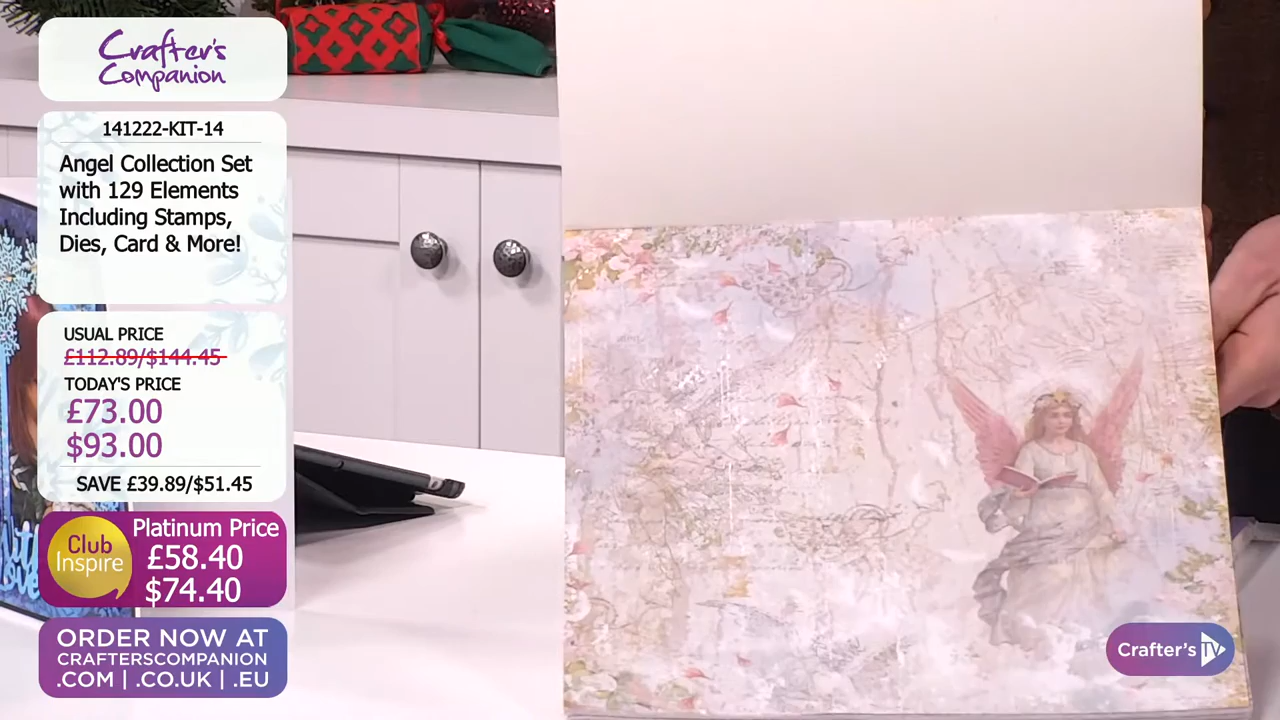 Crafter's
Companion
141222-KIT-14
Angel Collection Set
with 129 Elements
Including Stamps,
Dies, Card & More!
USUAL PRICE
£112.89/$144.45
TODAY'S PRICE
£73.00
$93.00
SAVE £39.89/$51.45
Club
Inspire
Platinum Price
£58.40
$74.40
ORDER NOW AT
CRAFTERSCOMPANION
.COM | .CO.UK | .EU
Crafter's TV